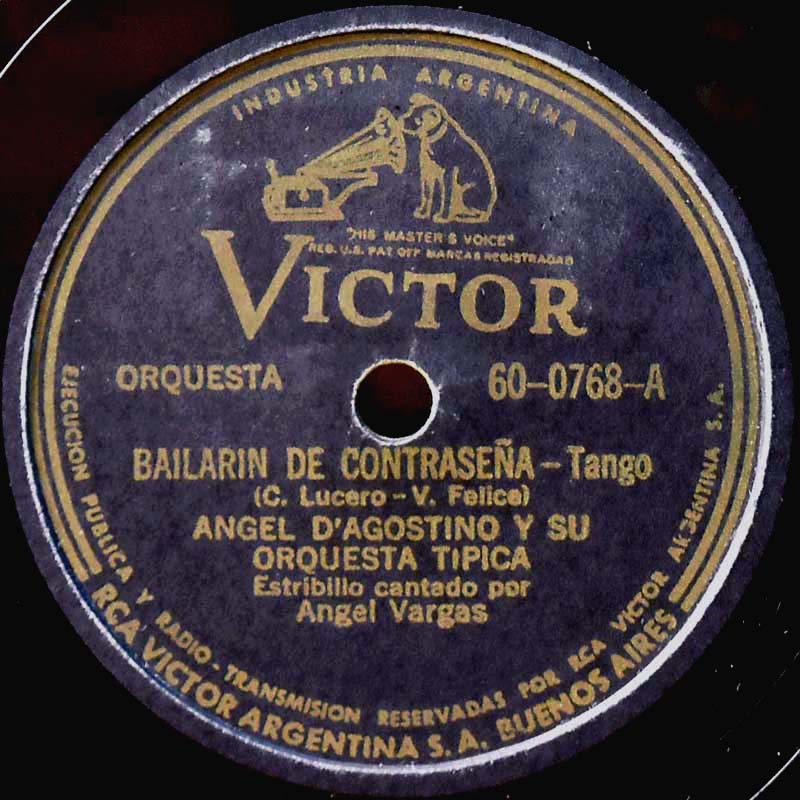 INDUSTRIA ARGENTINA
"HIS MASTER'S VOICE"
REG. U.S. PAT OFF MARCAS REGISTRADAS
VICTOR
ORQUESTA
60-0768-A
BAILARIN DE CONTRASEÑA - Tango
(C. Lucero - V. Felice)
ANGEL D'AGOSTINO Y SU
ORQUESTA TIPICA
Estribillo cantado por
Angel Vargas
EJECUCION PUBLICA Y RADIO-TRANSMISION RESERVADAS POR RCA VICTOR ARGENTINA S. A.
RCA VICTOR ARGENTINA S. A. BUENOS AIRES